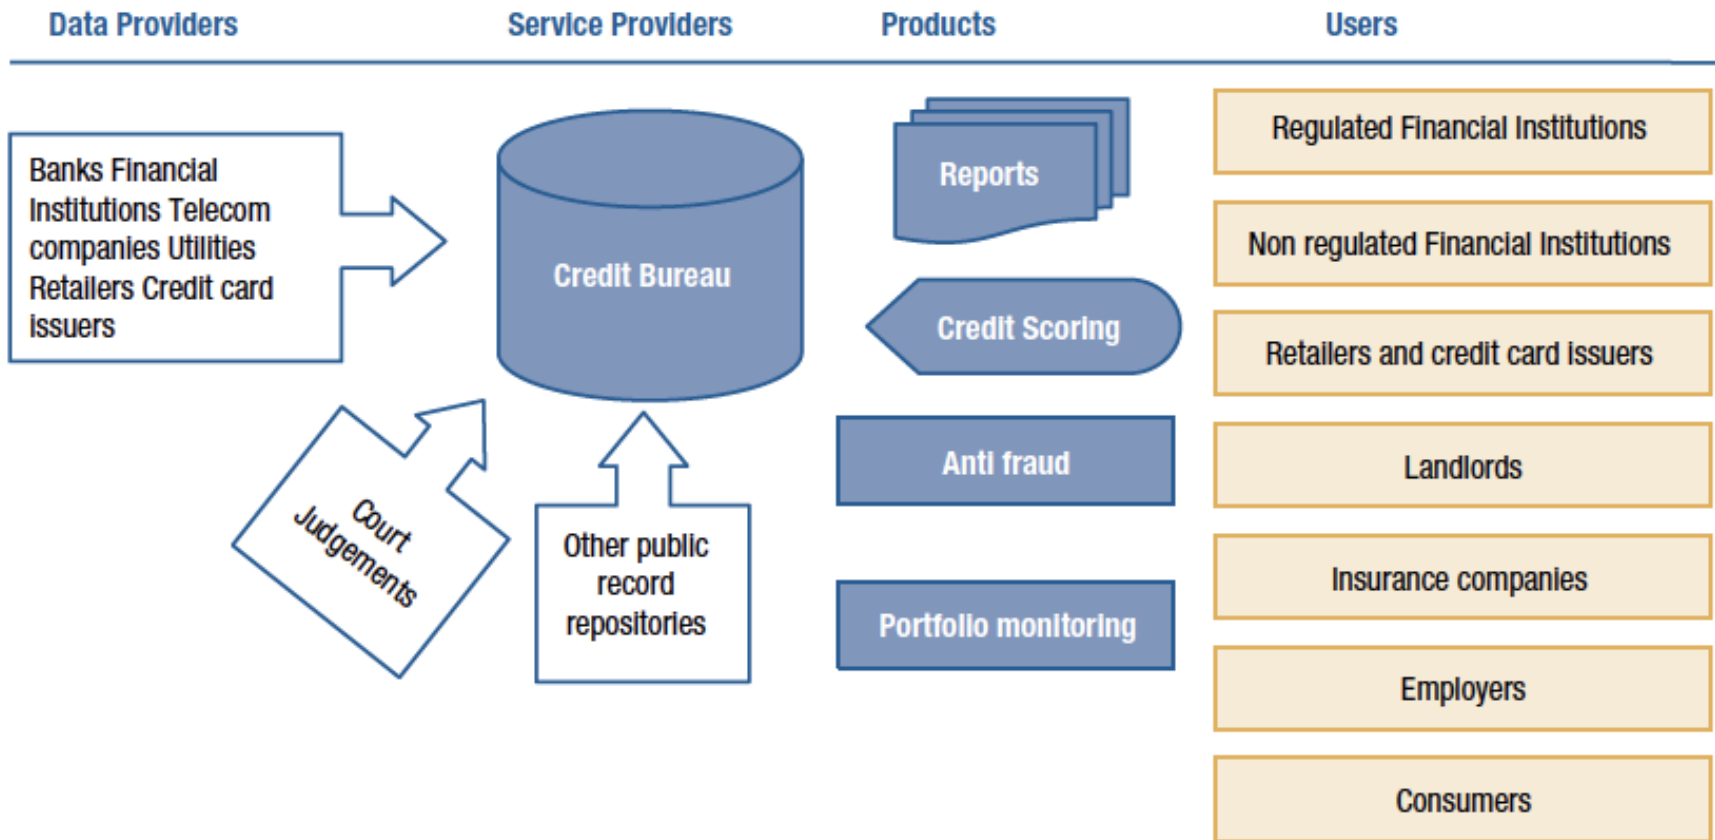 Data Providers
Service Providers
Products
Users
Banks Financial
Institutions Telecom
companies Utilities
Retailers Credit card
issuers
Court
Judgements
Other public
record
repositories
Credit Bureau
Reports
Credit Scoring
Anti fraud
Portfolio monitoring
Regulated Financial Institutions
Non regulated Financial Institutions
Retailers and credit card issuers
Landlords
Insurance companies
Employers
Consumers